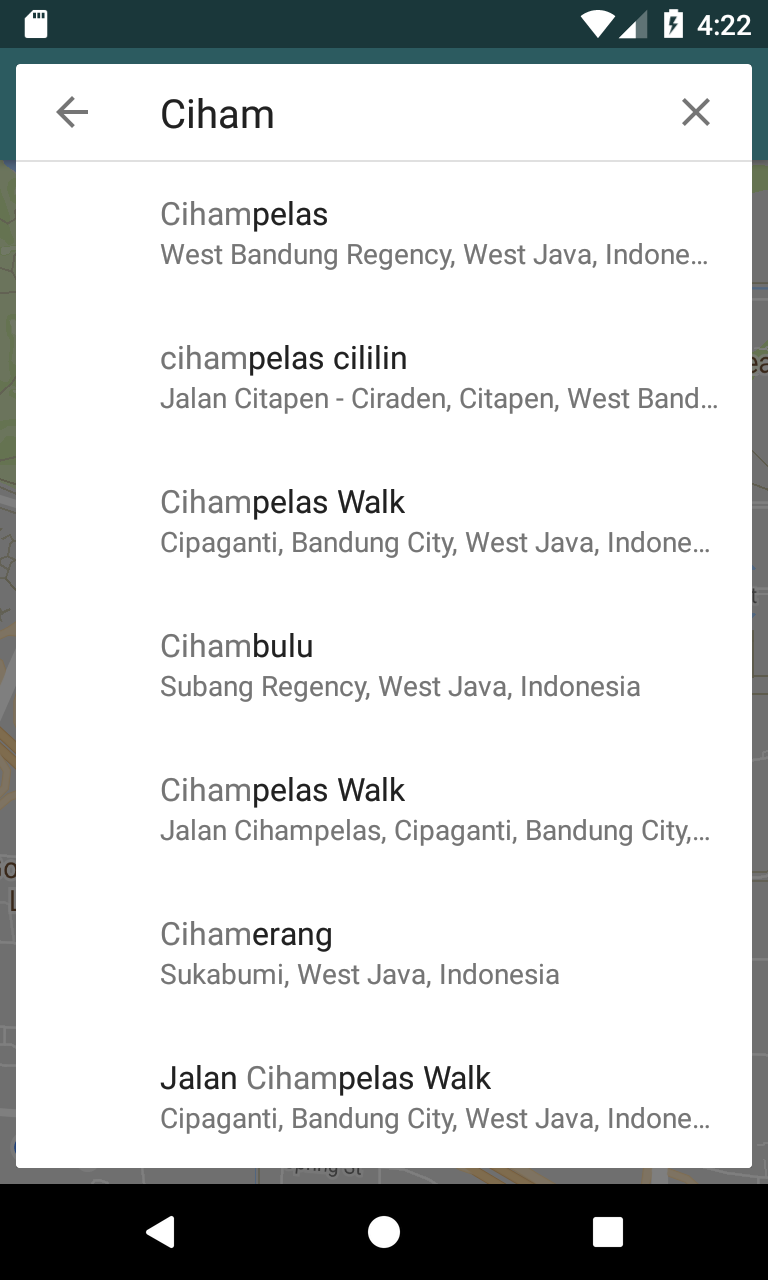 4:22
Ciham
Cihampelas
West Bandung Regency, West Java, Indone...
cihampelas cililin
Jalan Citapen - Ciraden, Citapen, West Band...
Cihampelas Walk
Cipaganti, Bandung City, West Java, Indone...
Cihambulu
Subang Regency, West Java, Indonesia
Cihampelas Walk
Jalan Cihampelas, Cipaganti, Bandung City,...
Cihamerang
Sukabumi, West Java, Indonesia
Jalan Cihampelas Walk
Cipaganti, Bandung City, West Java, Indone...